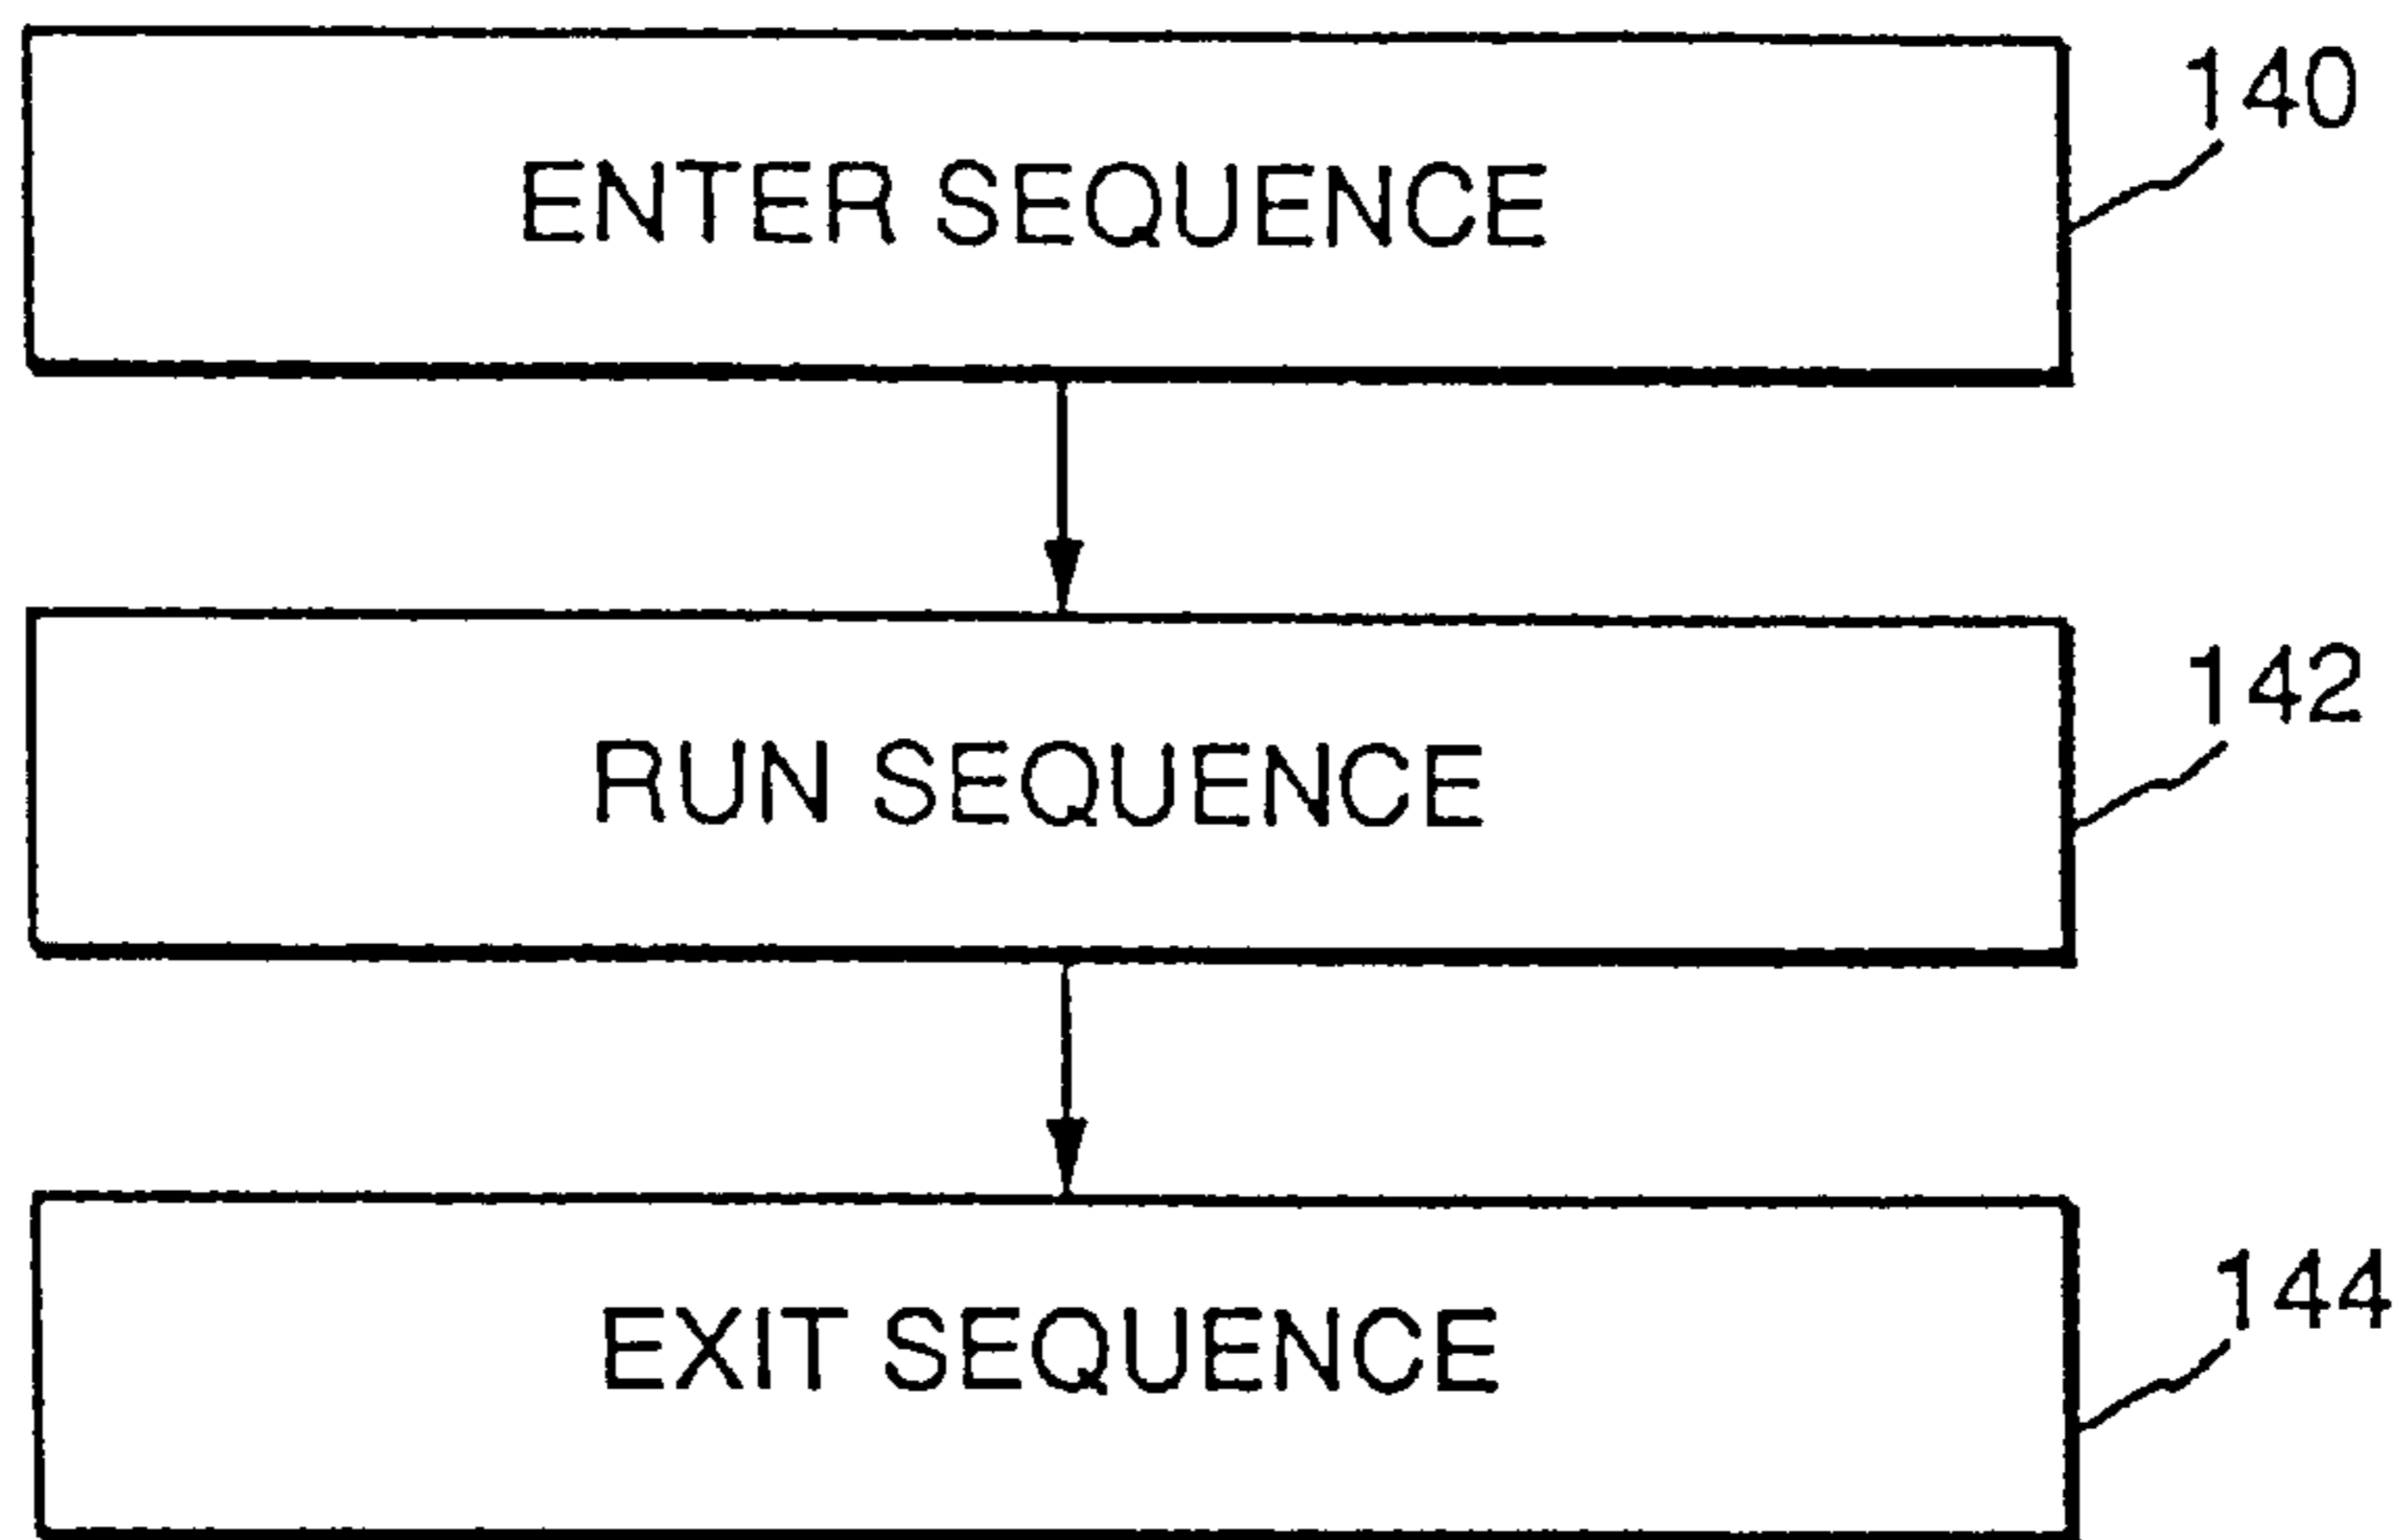 140
ENTER SEQUENCE
142
RUN SEQUENCE
144
EXIT SEQUENCE